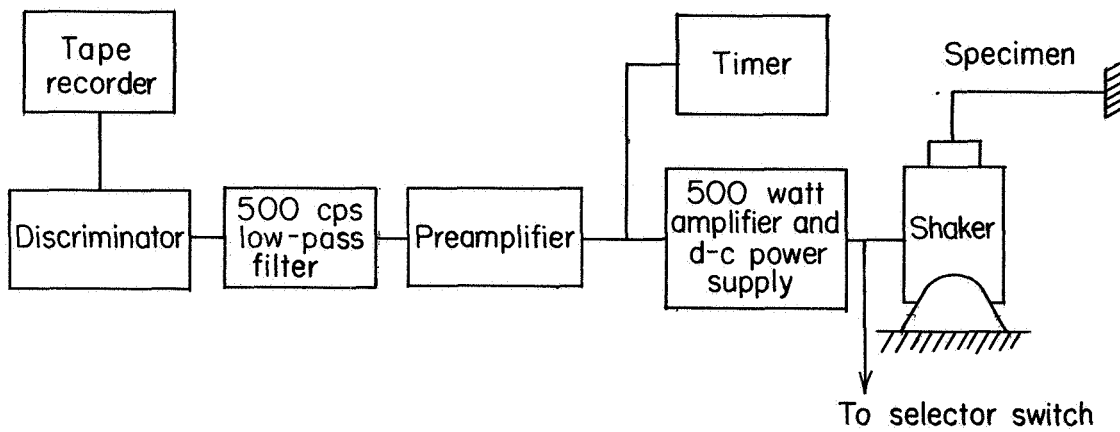 Tape
recorder
Timer
Specimen
Discriminator
500 cps
low-pass
filter
Preamplifier
500 watt
amplifier and
d-c power
supply
Shaker
To selector switch